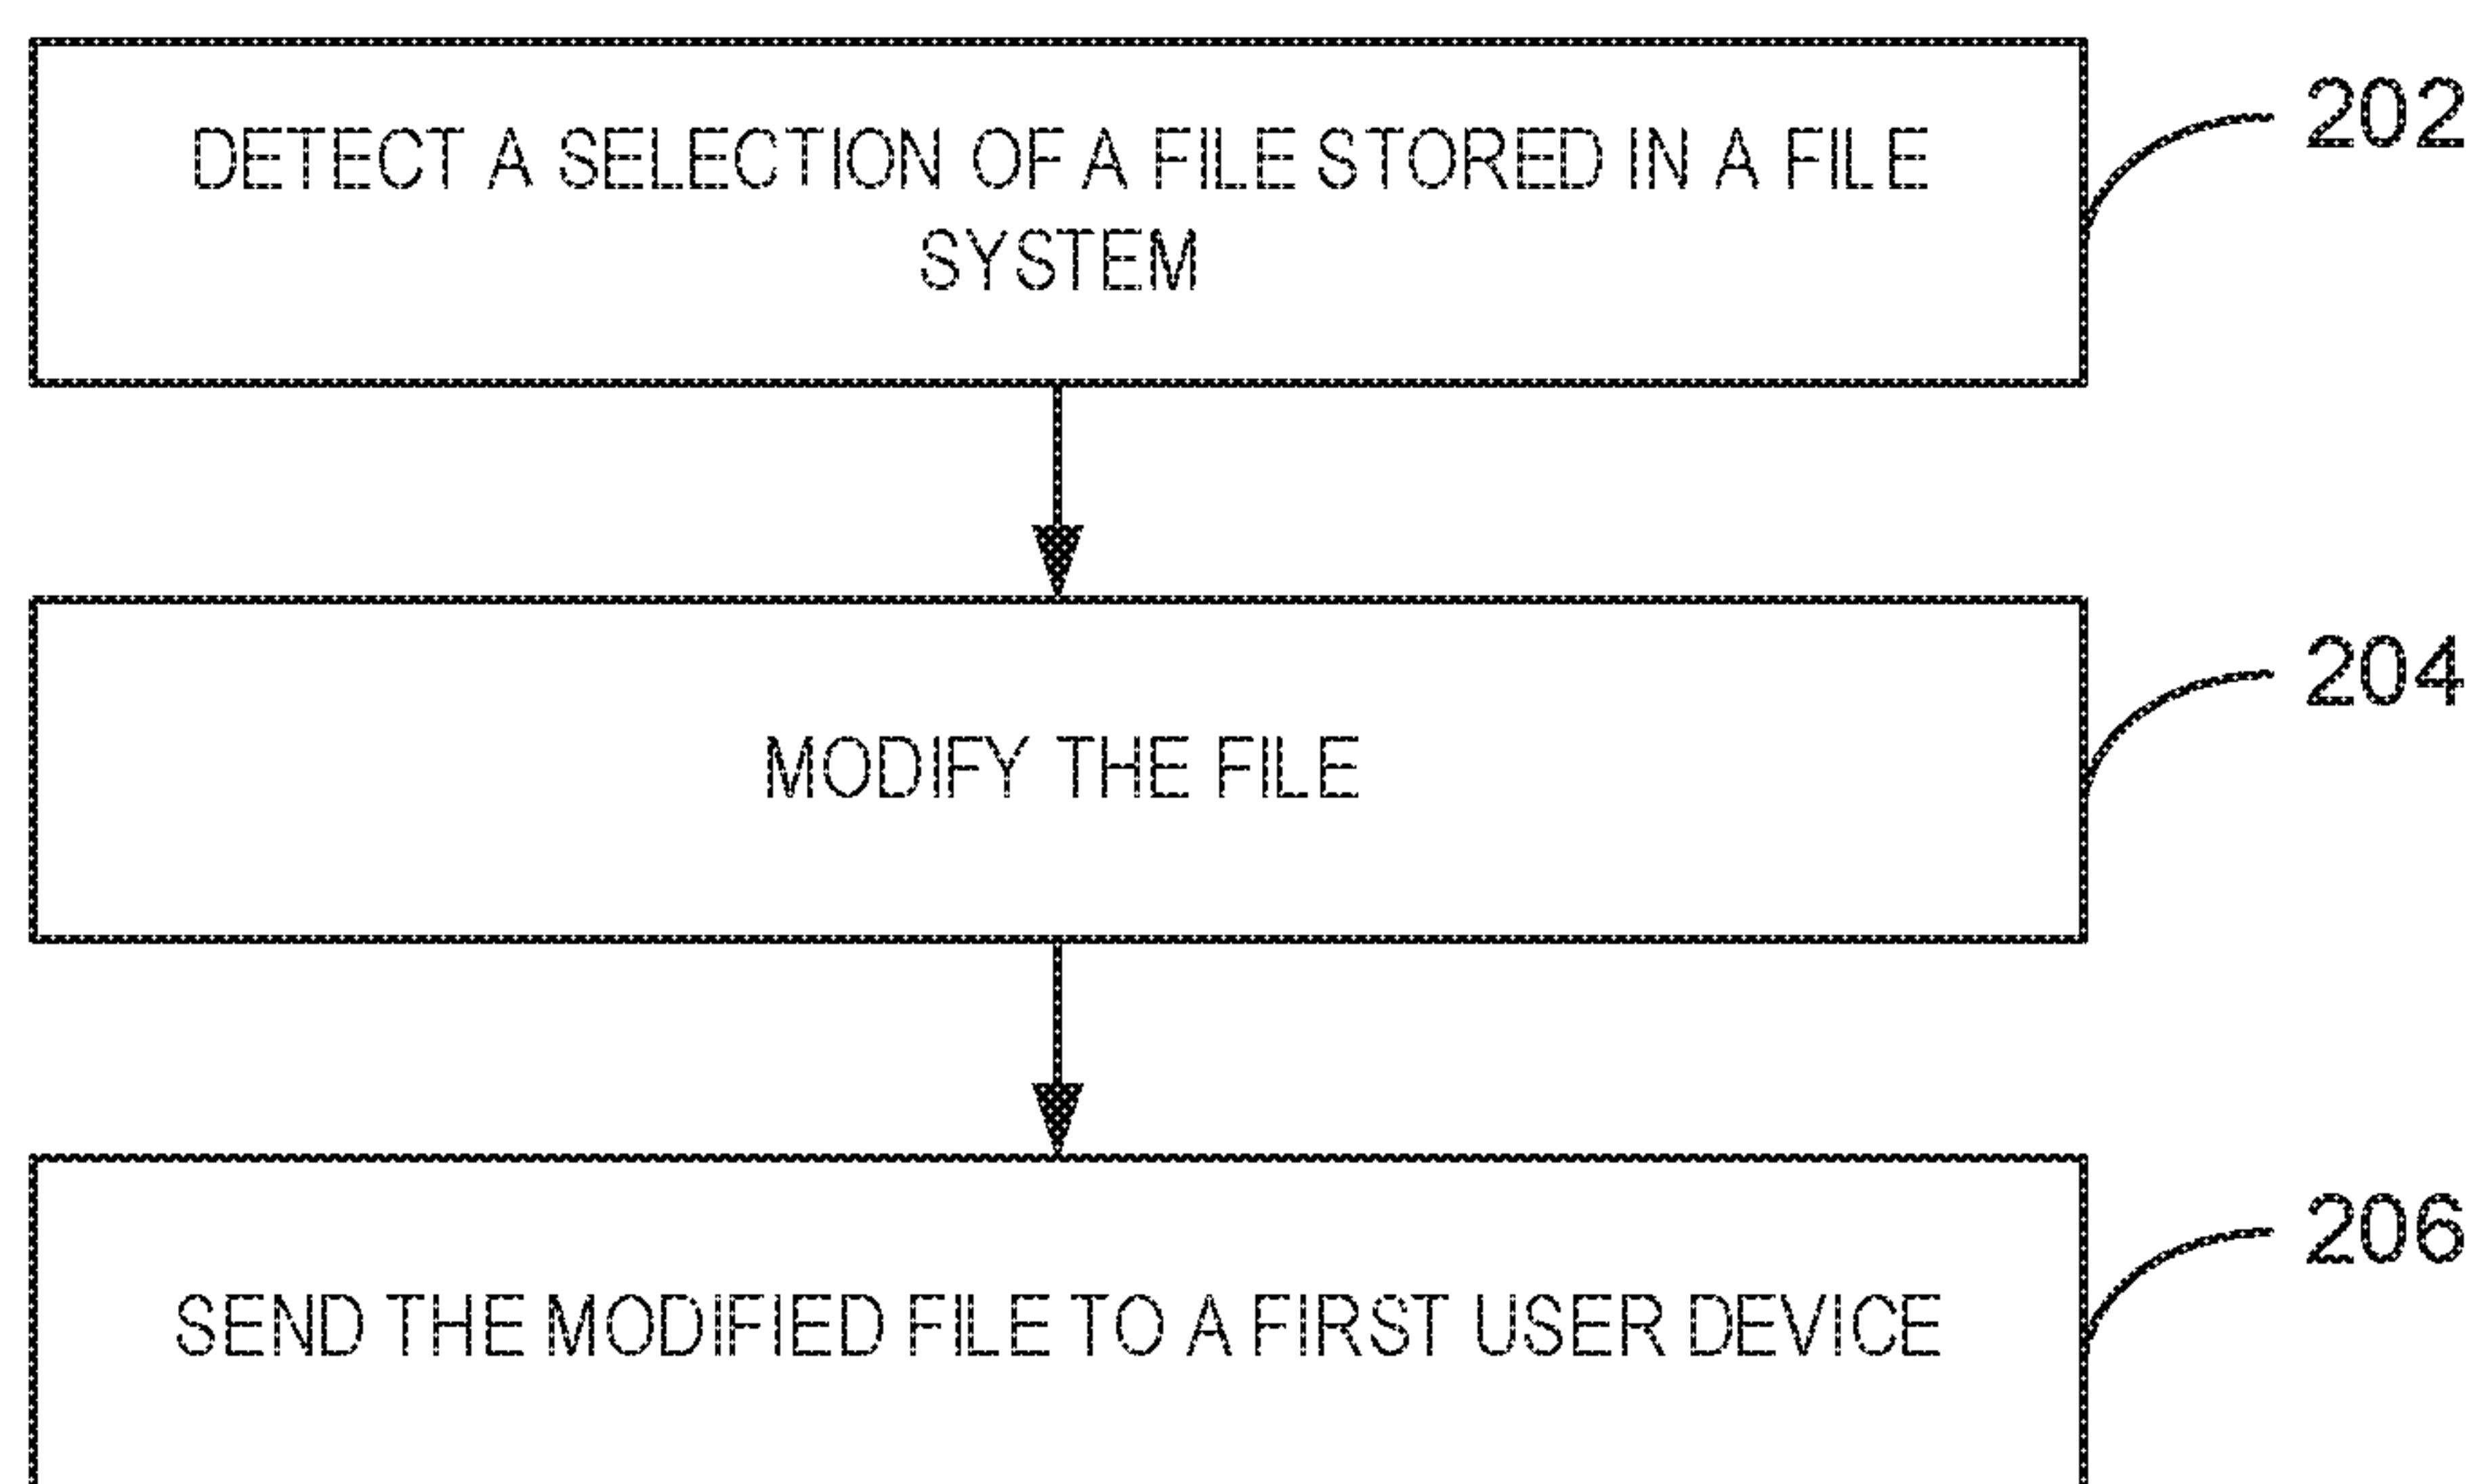 DETECT A SELECTION OF A FILE STORED IN A FILE
SYSTEM
202
MODIFY THE FILE
204
SEND THE MODIFIED FILE TO A FIRST USER DEVICE
206